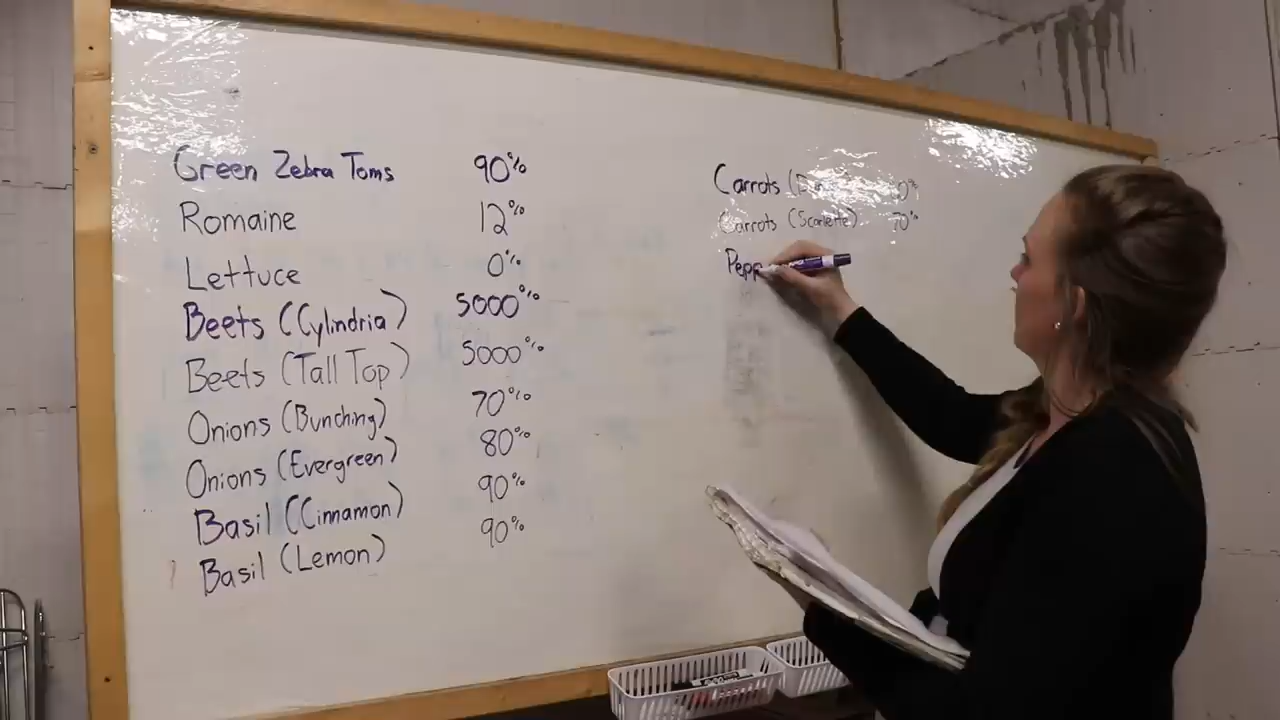 Green Zebra Toms 90%
Romaine 12%
Lettuce 0%
Beets (Cylindria) 5000%
Beets (Tall Top) 5000%
Onions (Bunching) 70%
Onions (Evergreen) 80%
Basil (Cinnamon) 90%
Basil (Lemon) 90%
Carrots
Carrots (Scarlette) 70%
Pepp